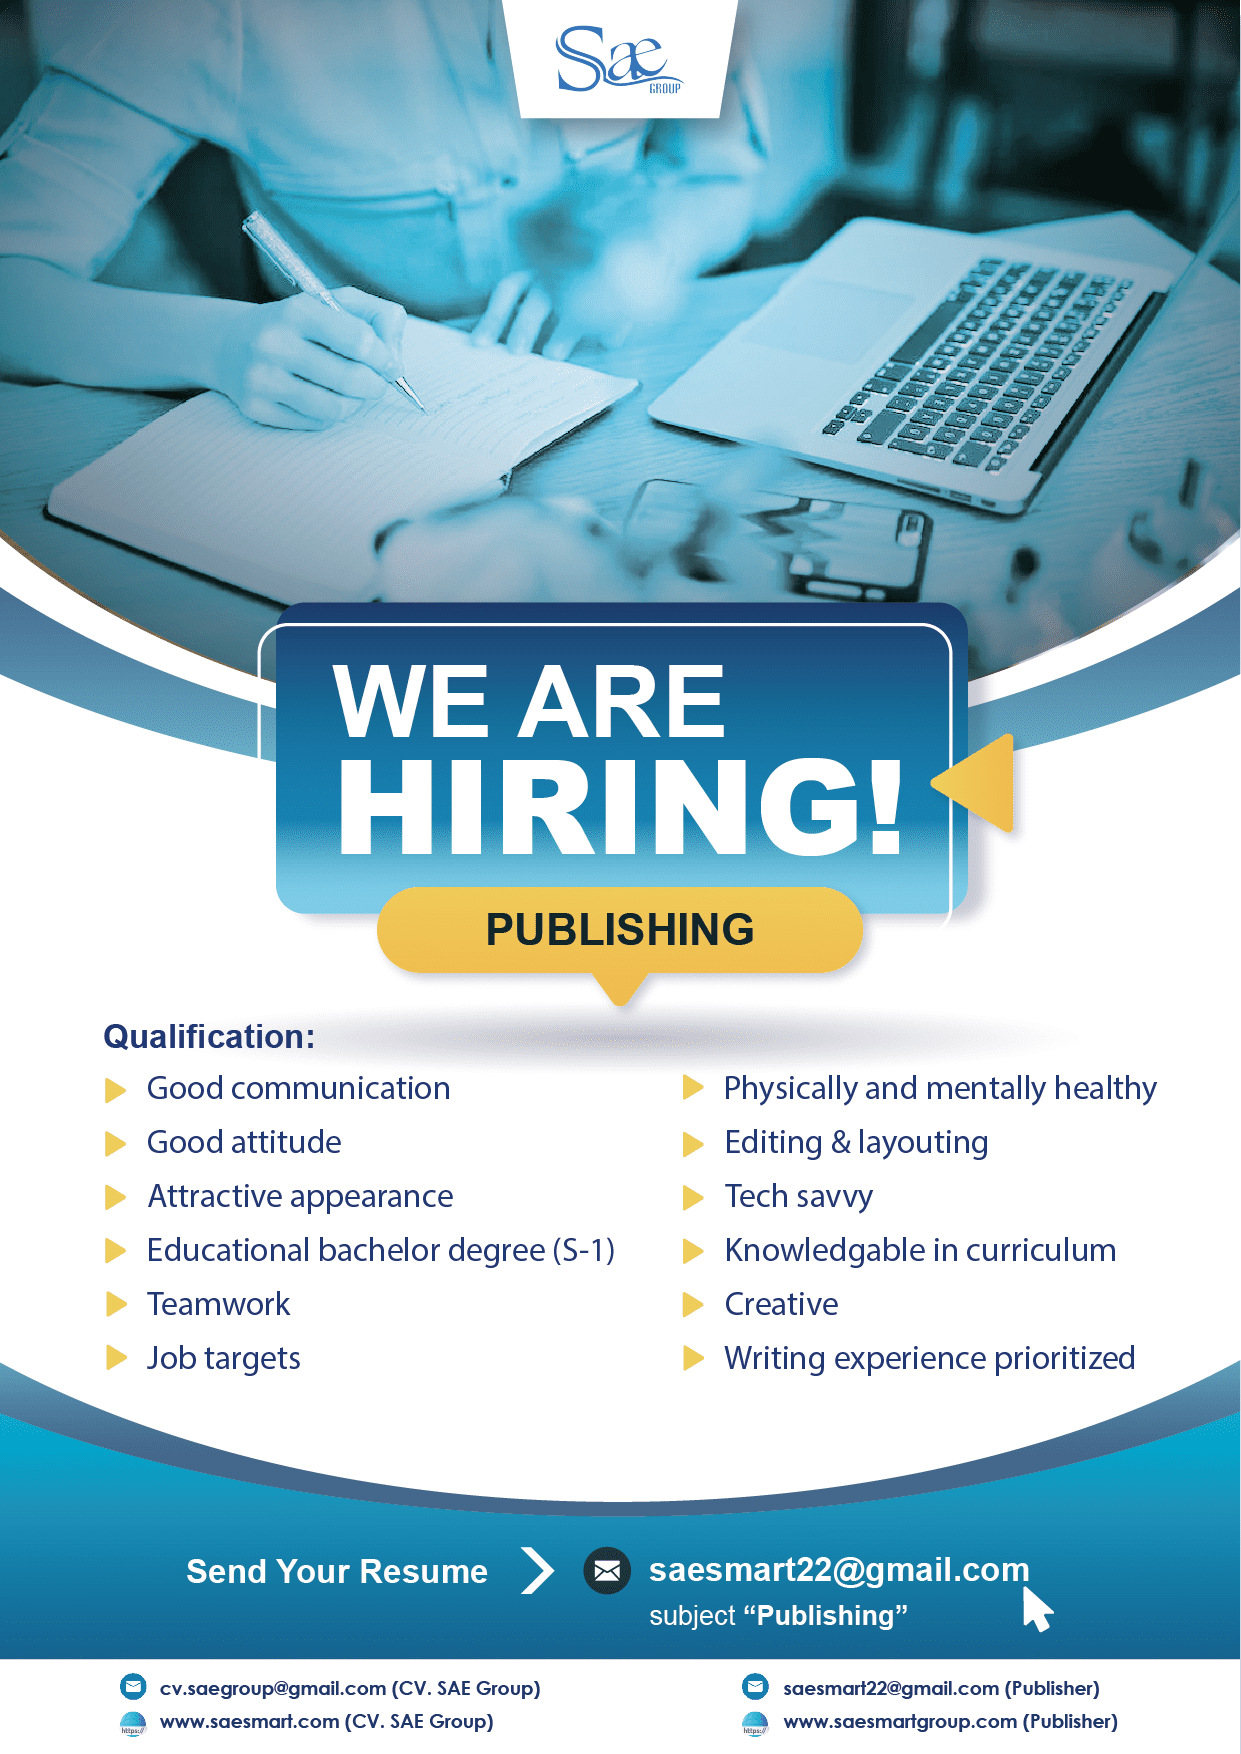 Sae
GROUP
WE ARE
HIRING!
PUBLISHING
Qualification:
Good communication
Good attitude
Attractive appearance
Educational bachelor degree (S-1)
Teamwork
Job targets
Physically and mentally healthy
Editing & layouting
Tech savvy
Knowledgable in curriculum
Creative
Writing experience prioritized
Send Your Resume
saesmart22@gmail.com
subject “Publishing”
cv.saegroup@gmail.com (CV. SAE Group)
https://
www.saesmart.com (CV. SAE Group)
saesmart22@gmail.com (Publisher)
https://
www.saesmartgroup.com (Publisher)